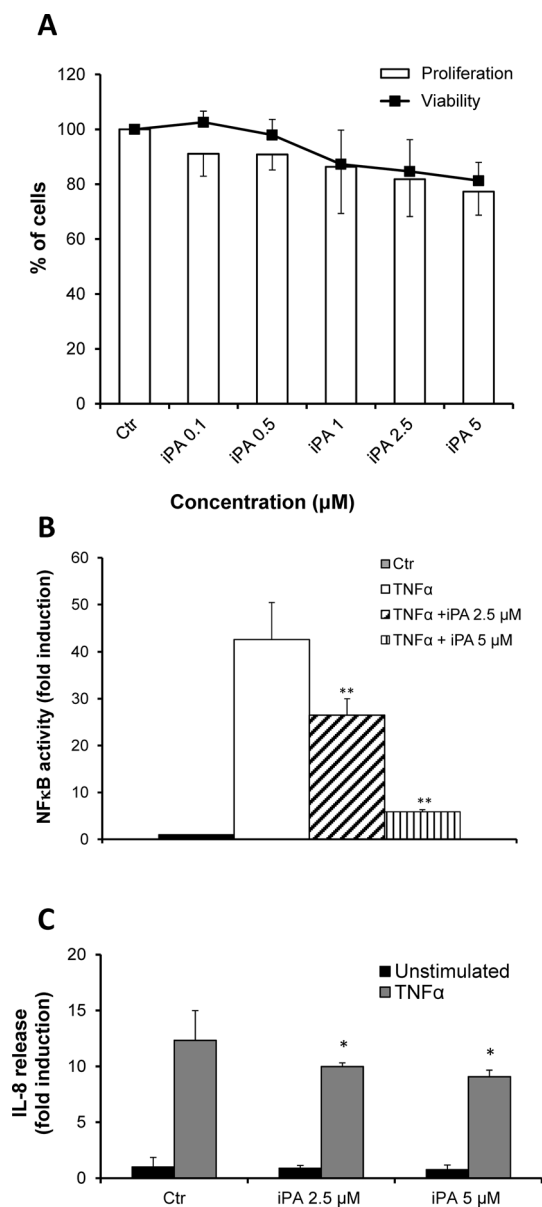 A
120
100
80
60
40
20
0
% of cells
Proliferation
Viability
Ctr
iPA 0.1
iPA 0.5
iPA 1
iPA 2.5
iPA 5
Concentration (µM)
B
60
50
40
30
20
10
0
NFκB activity (fold induction)
Ctr
TNFα
TNFα +iPA 2.5 µM
TNFα + iPA 5 µM
**
**
C
20
15
10
5
0
IL-8 release
(fold induction)
Unstimulated
TNFα
*
*
Ctr
iPA 2.5 µM
iPA 5 µM